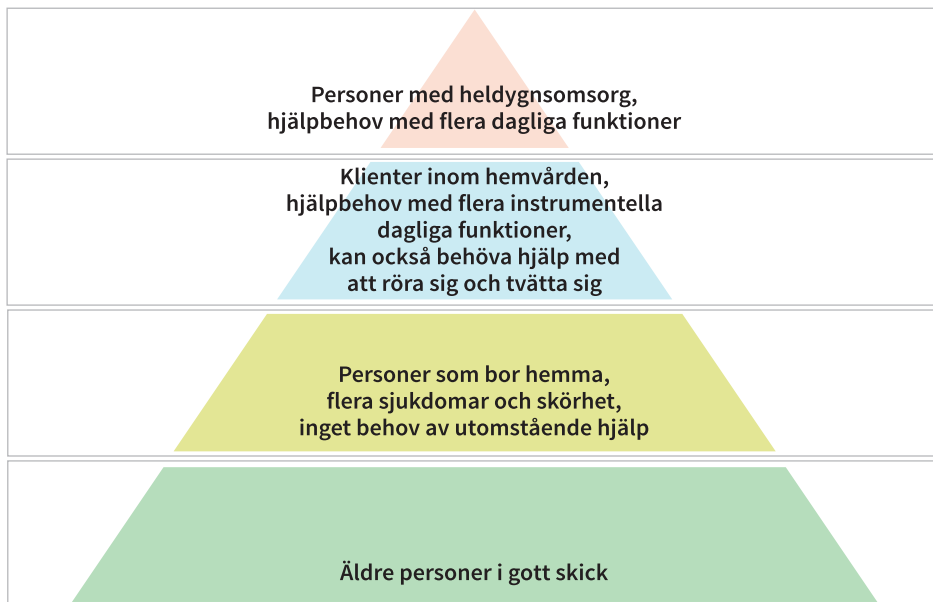 Personer med heldygnsomsorg,
hjälpbehov med flera dagliga funktioner
Klienter inom hemvården,
hjälpbehov med flera instrumentella
dagliga funktioner,
kan också behöva hjälp med
att röra sig och tvätta sig
Personer som bor hemma,
flera sjukdomar och skörhet,
inget behov av utomstående hjälp
Äldre personer i gott skick